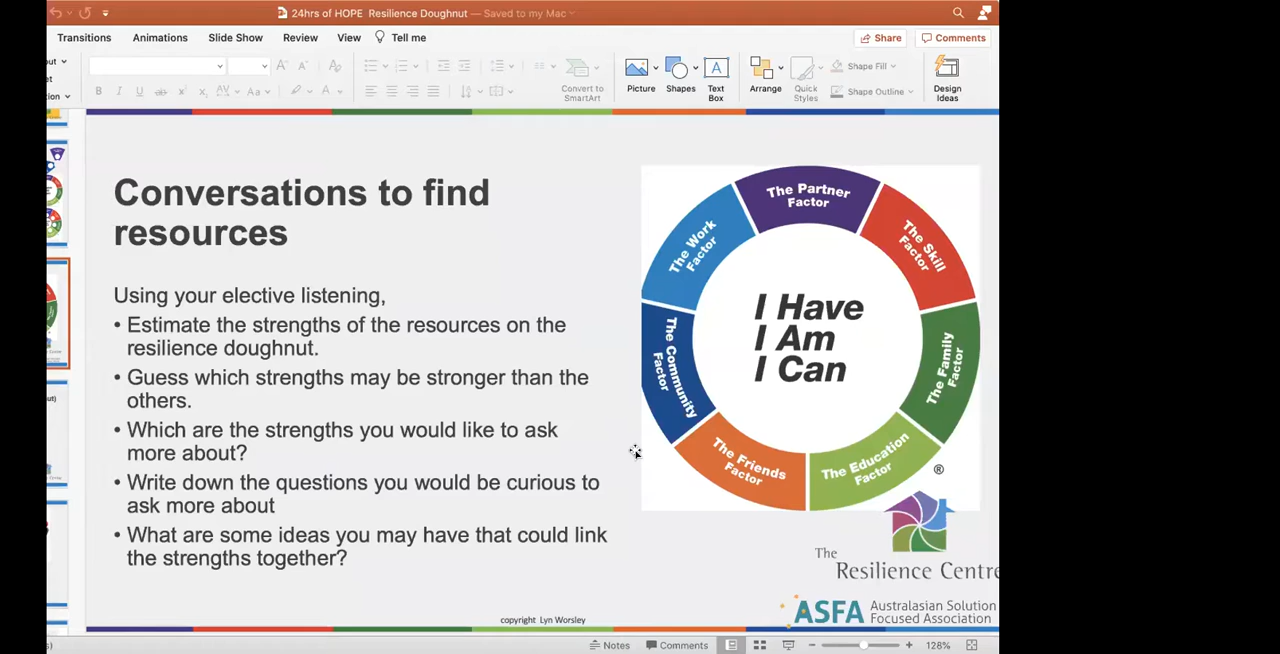 24hrs of HOPE Resilience Doughnut — Saved to my Mac
Transitions Animations Slide Show Review View Tell me Share Comments
Convert to
SmartArt
Picture Shapes Text
Box
Arrange Quick
Styles
Shape Fill
Shape Outline
Design
Ideas
Conversations to find
resources
Using your elective listening,
• Estimate the strengths of the resources on the
resilience doughnut.
• Guess which strengths may be stronger than the
others.
• Which are the strengths you would like to ask
more about?
• Write down the questions you would be curious to
ask more about
• What are some ideas you may have that could link
the strengths together?
The Partner
Factor
The Skill
Factor
The Family
Factor
The Education
Factor
The Friends
Factor
The Community
Factor
The Work
Factor
I Have
I Am
I Can
®
The
Resilience Centre
ASFA Australasian Solution
Focused Association
copyright Lyn Worsley
Notes Comments 128%